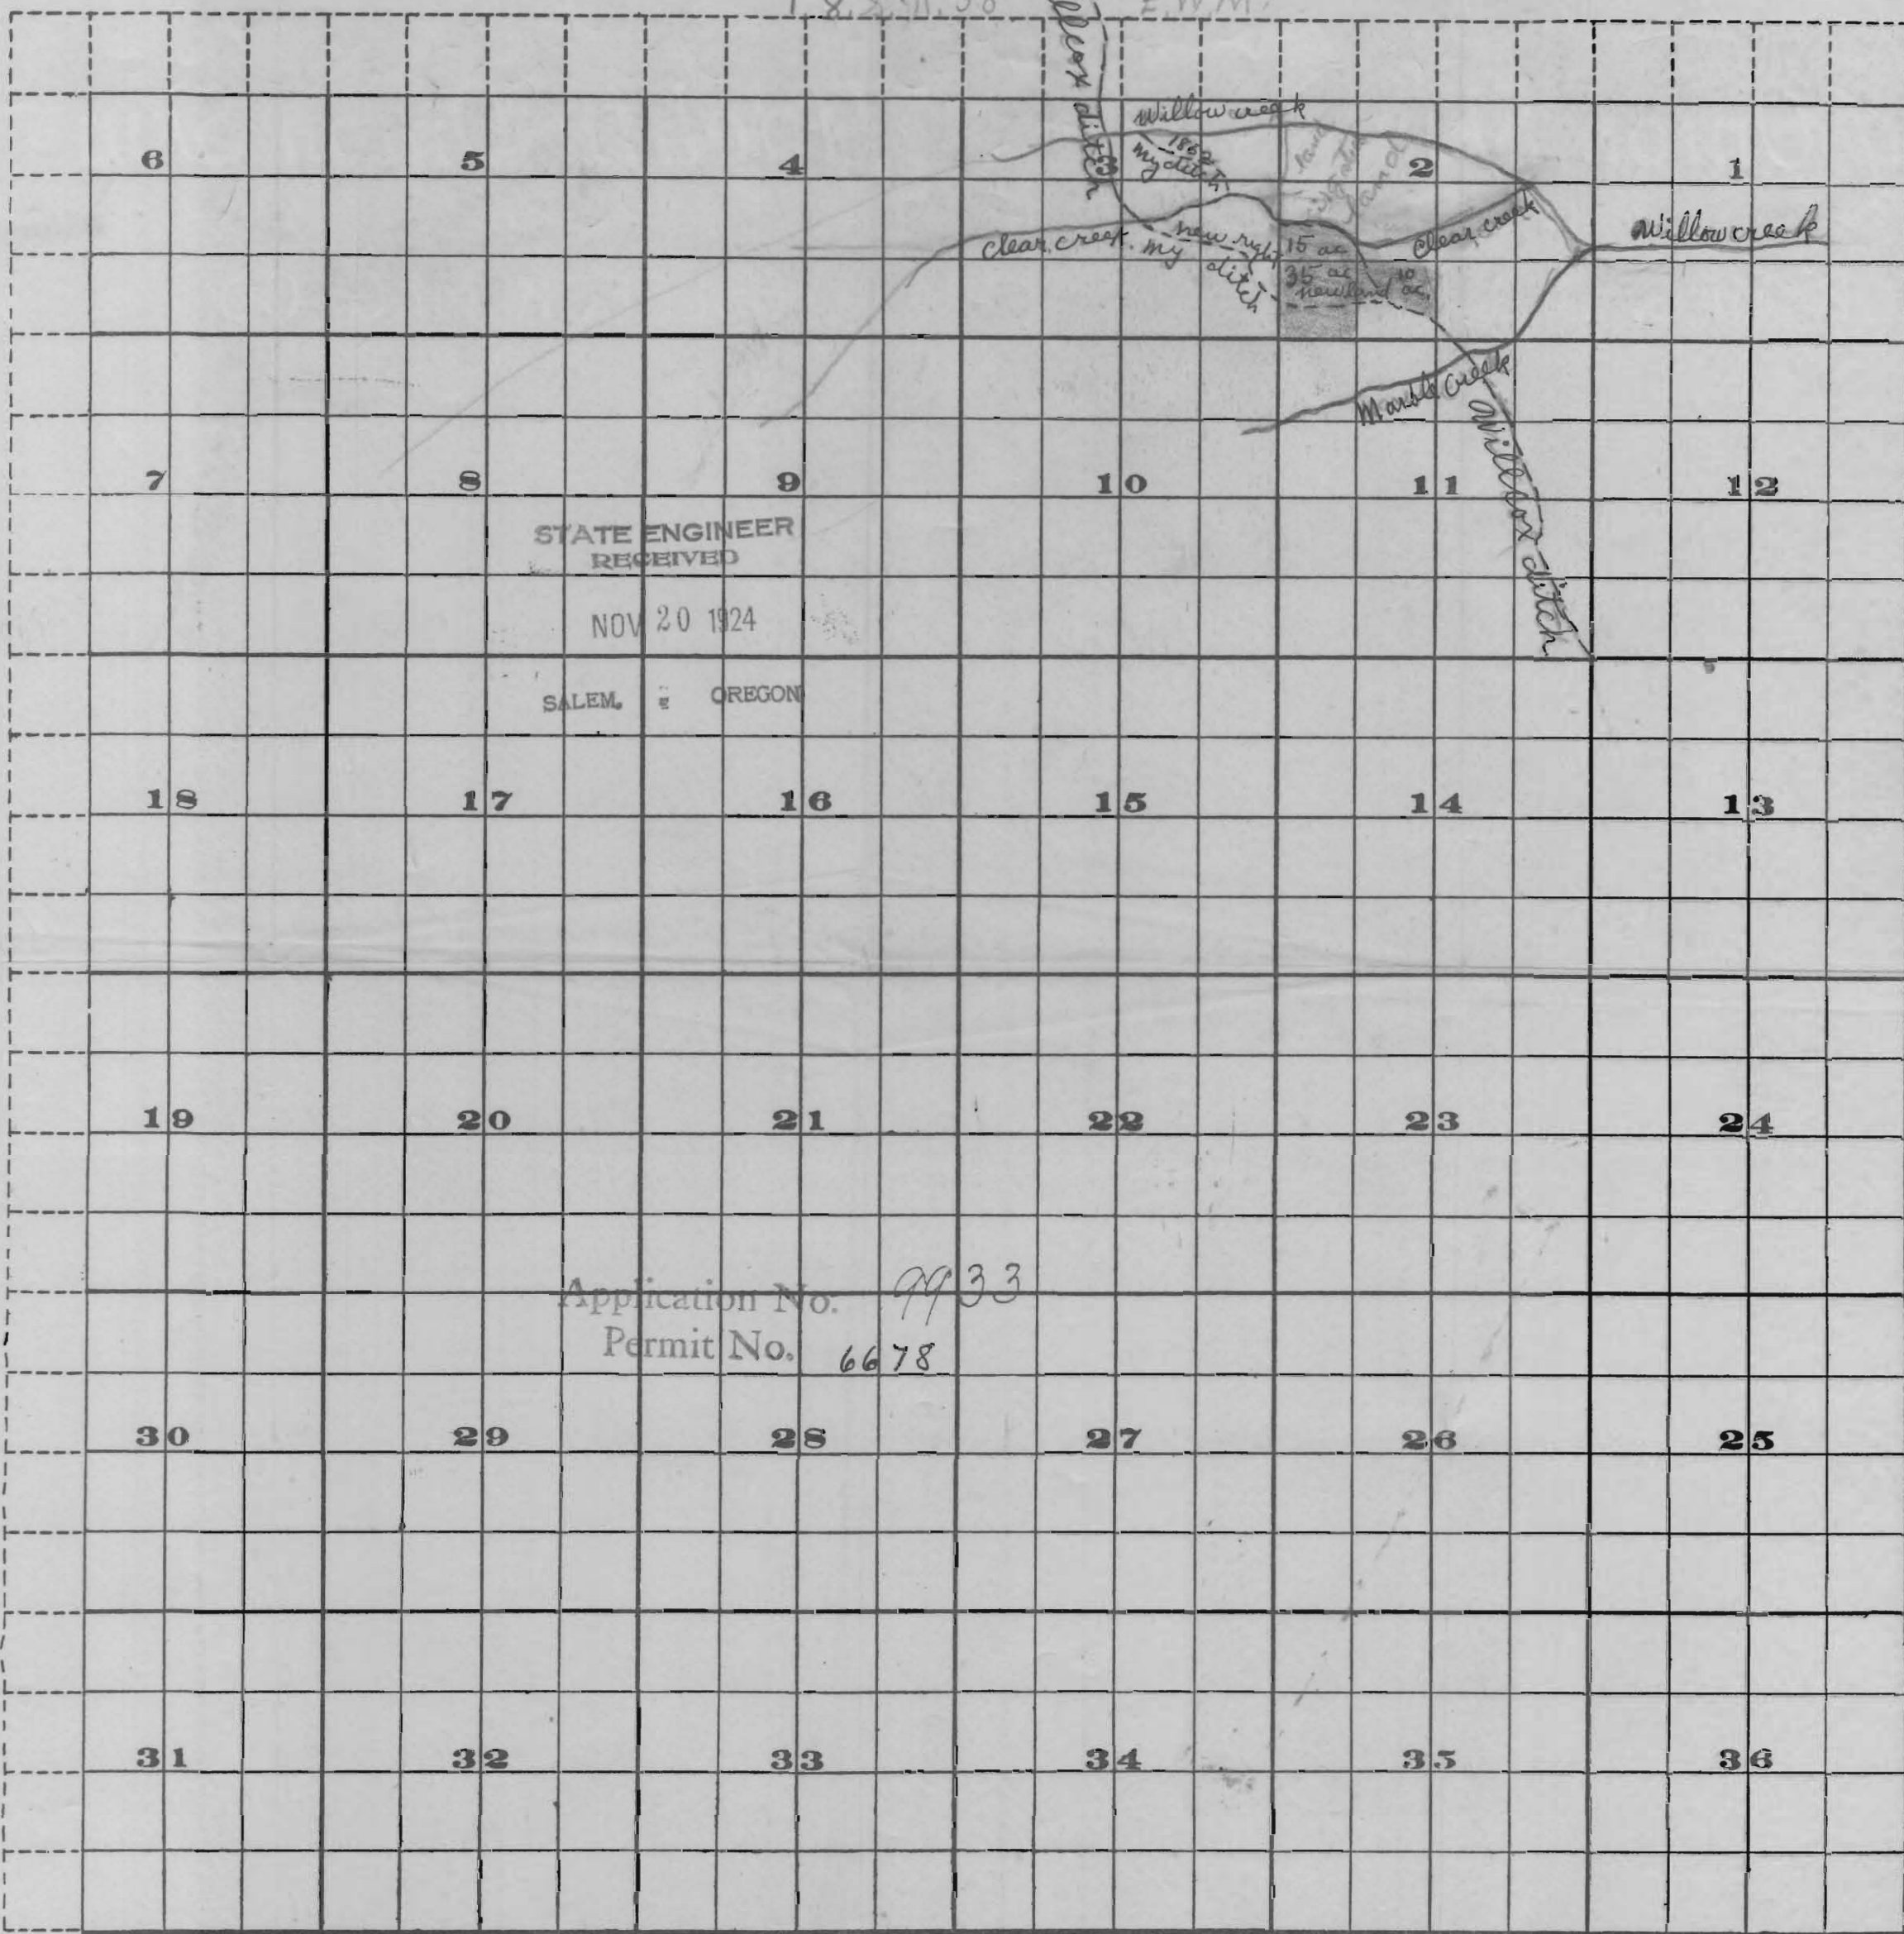 E.W.M.
Willow creek
6 5 4 3 2 1
1862
my ditch
land
land
Clear creek
new right
15 ac
Clear creek
Willow creek
my ditch
35 ac
10 ac.
new land
Marble Creek
Willcox ditch
7 8 9 10 11 12
STATE ENGINEER
RECEIVED
NOV 20 1924
SALEM, OREGON
18 17 16 15 14 13
19 20 21 22 23 24
Application No. 9933
Permit No. 6678
30 29 28 27 26 25
31 32 33 34 35 36